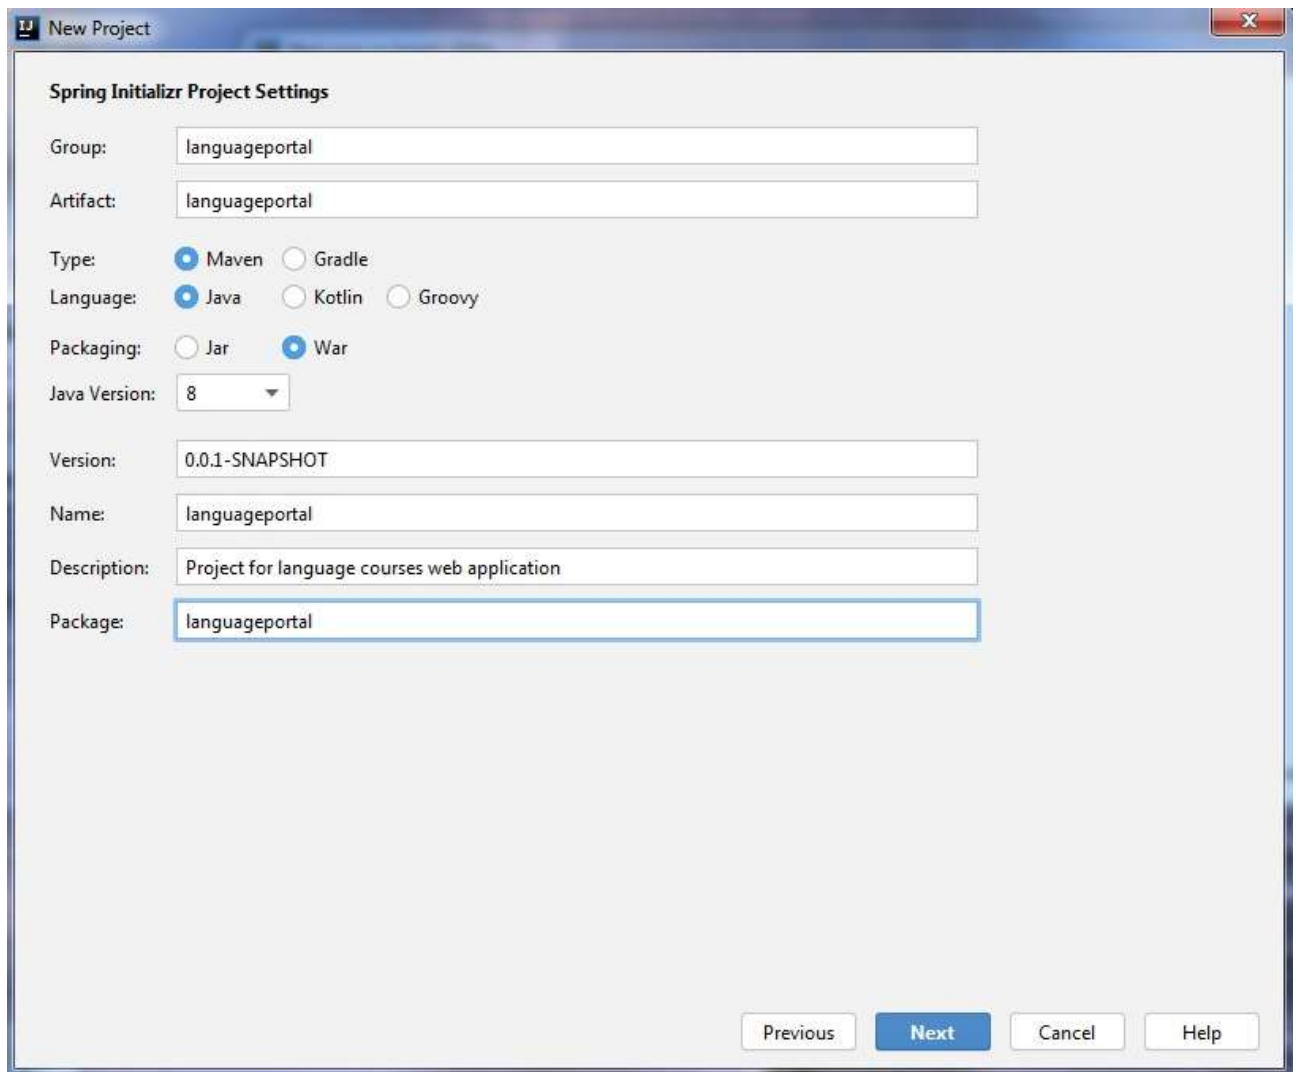 IJ New Project
Spring Initializr Project Settings
Group: languageportal
Artifact: languageportal
Type: Maven Gradle
Language: Java Kotlin Groovy
Packaging: Jar War
Java Version: 8
Version: 0.0.1-SNAPSHOT
Name: languageportal
Description: Project for language courses web application
Package: languageportal
Previous Next Cancel Help